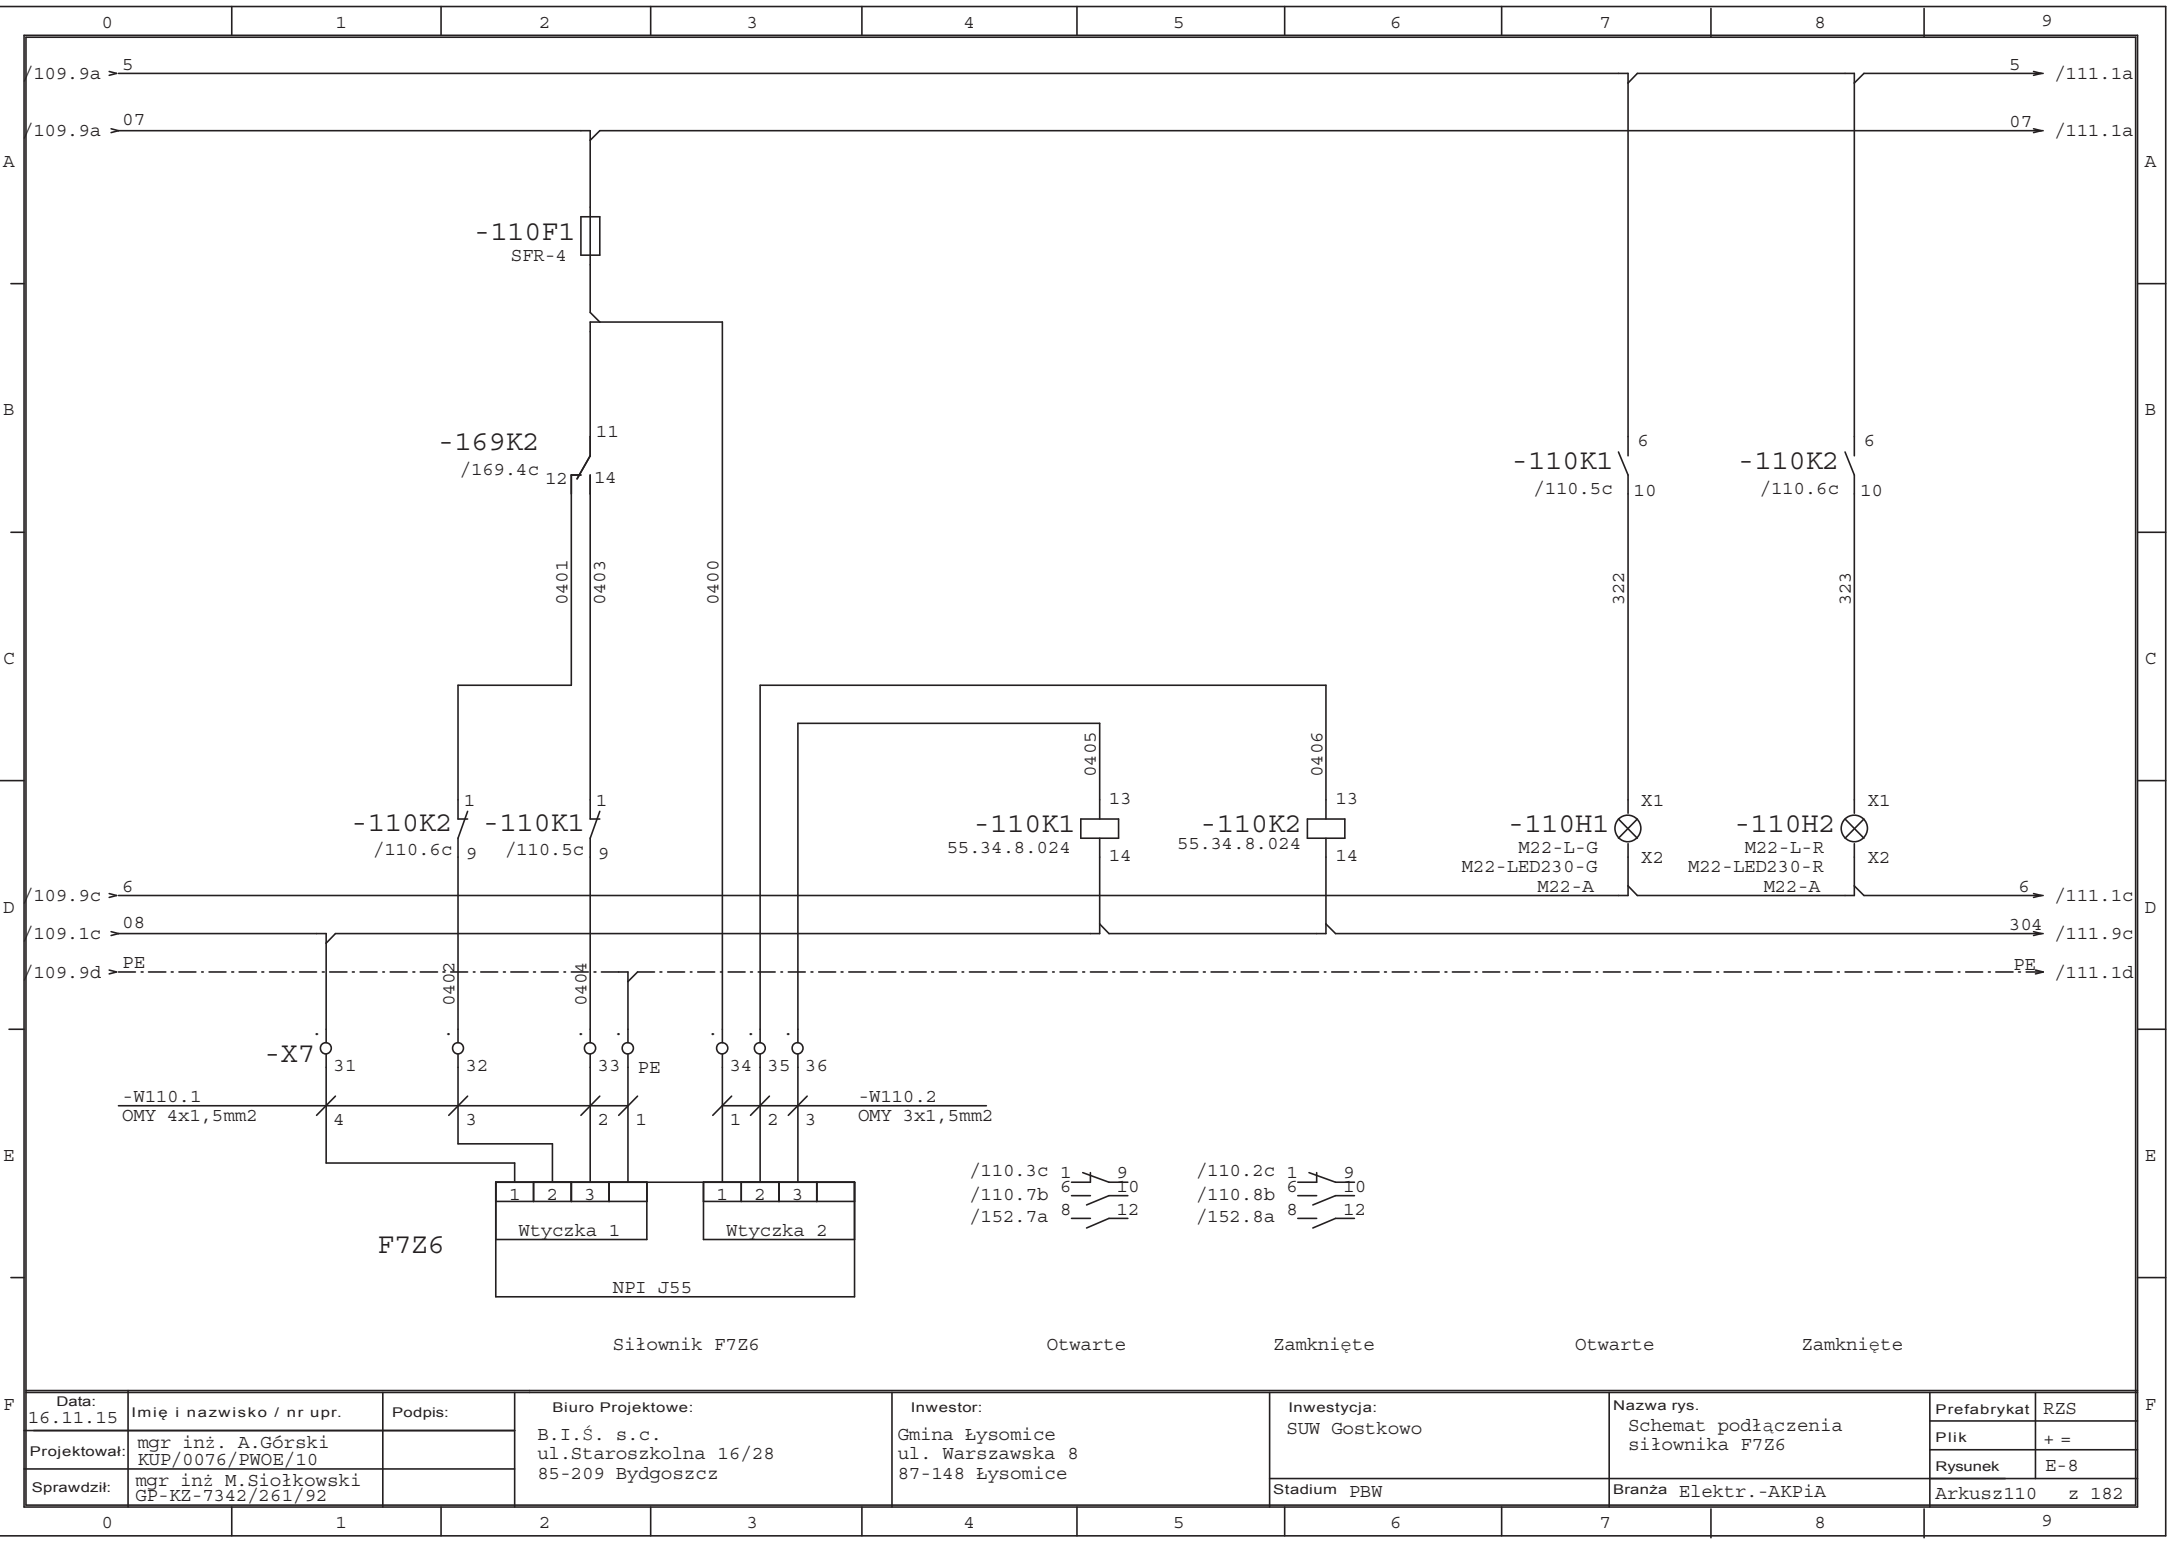 0 1 2 3 4 5 6 7 8 9
/109.9a 5 5 /111.1a
/109.9a 07 07 /111.1a
A A
-110F1
SFR-4
B B
-169K2 11
/169.4c 12 14
-110K1 6
/110.5c 10
-110K2 6
/110.6c 10
0401 0403 0400 322 323
C C
0405 0406
-110K2 1
/110.6c 9
-110K1 1
/110.5c 9
-110K1 13
55.34.8.024 14
-110K2 13
55.34.8.024 14
-110H1 X1
M22-L-G X2
M22-LED230-G
M22-A
-110H2 X1
M22-L-R X2
M22-LED230-R
M22-A
/109.9c 6 6 /111.1c
D D
/109.1c 08 304 /111.9c
/109.9d PE PE /111.1d
0402 0404
-X7 31 32 33 PE 34 35 36
-W110.1 -W110.2
OMY 4x1,5mm2 4 3 2 1 1 2 3 OMY 3x1,5mm2
E E
/110.3c 1 9 /110.2c 1 9
/110.7b 6 10 /110.8b 6 10
/152.7a 8 12 /152.8a 8 12
1 2 3 1 2 3
Wtyczka 1 Wtyczka 2
F7Z6
NPI J55
Siłownik F7Z6 Otwarte Zamknięte Otwarte Zamknięte
F F
Data:
16.11.15
Imię i nazwisko / nr upr. Podpis:
Projektował: mgr inż. A.Górski
KUP/0076/PWOE/10
Sprawdził: mgr inż M.Siołkowski
GP-KZ-7342/261/92
Biuro Projektowe:
B.I.Ś. s.c.
ul.Staroszkolna 16/28
85-209 Bydgoszcz
Inwestor:
Gmina Łysomice
ul. Warszawska 8
87-148 Łysomice
Inwestycja:
SUW Gostkowo
Stadium PBW
Nazwa rys.
Schemat podłączenia
siłownika F7Z6
Branża Elektr.-AKPiA
Prefabrykat RZS
Plik + =
Rysunek E-8
Arkusz110 z 182
0 1 2 3 4 5 6 7 8 9